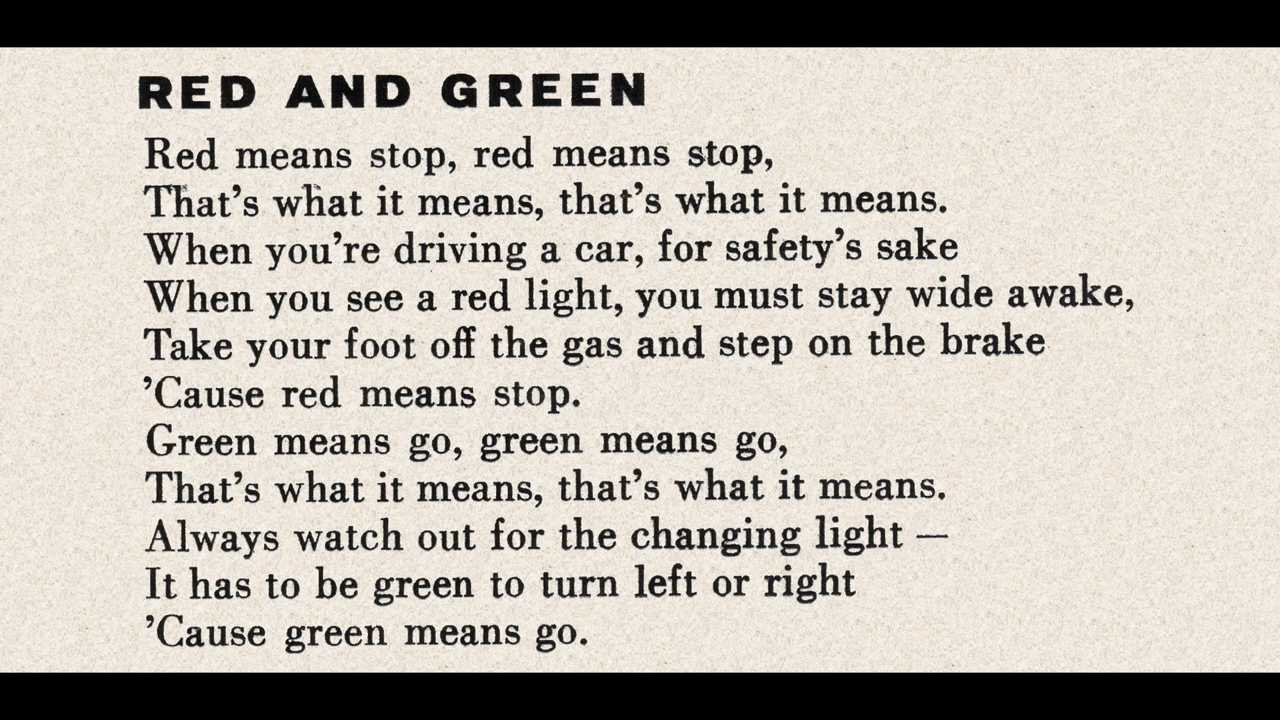 RED AND GREEN
Red means stop, red means stop,
That's what it means, that's what it means.
When you're driving a car, for safety's sake
When you see a red light, you must stay wide awake,
Take your foot off the gas and step on the brake
’Cause red means stop.
Green means go, green means go,
That's what it means, that's what it means.
Always watch out for the changing light —
It has to be green to turn left or right
’Cause green means go.